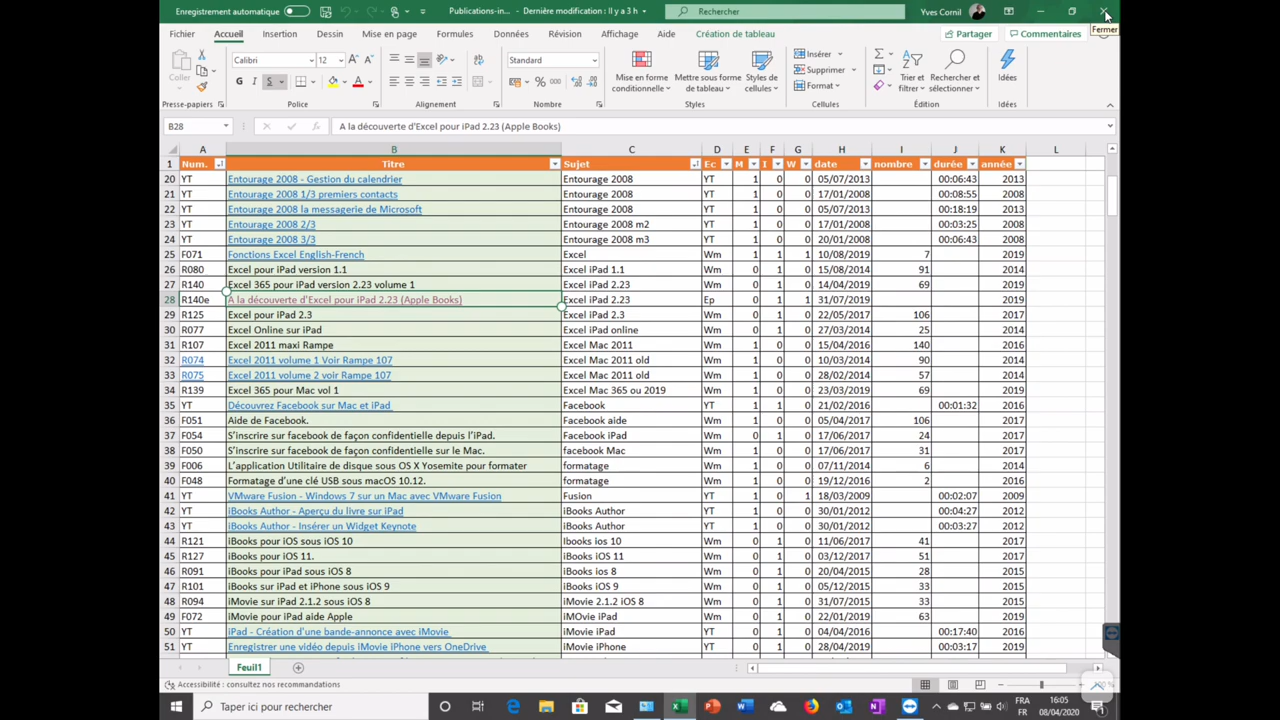 Enregistrement automatique Publications-in... - Dernière modification : Il y a 3 h Rechercher Yves Cornil
Fermer
Fichier Accueil Insertion Dessin Mise en page Formules Données Révision Affichage Aide Création de tableau Partager Commentaires
Coller Calibri 12 Standard Mise en forme conditionnelle Mettre sous forme de tableau Styles de cellules Insérer Supprimer Format Trier et filtrer Rechercher et sélectionner Idées
G I S
Presse-papiers Police Alignement Nombre Styles Cellules Édition Idées
B28 A la découverte d'Excel pour iPad 2.23 (Apple Books)
A B C D E F G H I J K L
1 Num. Titre Sujet Ec M I W date nombre durée année
20 YT Entourage 2008 - Gestion du calendrier Entourage 2008 YT 1 0 0 05/07/2013 00:06:43 2013
21 YT Entourage 2008 1/3 premiers contacts Entourage 2008 YT 1 0 0 17/01/2008 00:08:55 2008
22 YT Entourage 2008 la messagerie de Microsoft Entourage 2008 YT 1 0 0 05/07/2013 00:18:19 2013
23 YT Entourage 2008 2/3 Entourage 2008 m2 YT 1 0 0 17/01/2008 00:03:25 2008
24 YT Entourage 2008 3/3 Entourage 2008 m3 YT 1 0 0 20/01/2008 00:06:43 2008
25 F071 Fonctions Excel English-French Excel Wm 1 1 1 10/08/2019 7 2019
26 R080 Excel pour iPad version 1.1 Excel iPad 1.1 Wm 0 1 0 15/08/2014 91 2014
27 R140 Excel 365 pour iPad version 2.23 volume 1 Excel iPad 2.23 Wm 0 1 0 14/04/2019 69 2019
28 R140e A la découverte d'Excel pour iPad 2.23 (Apple Books) Excel iPad 2.23 Ep 0 1 1 31/07/2019 2019
29 R125 Excel pour iPad 2.3 Excel iPad 2.3 Wm 0 1 0 22/05/2017 106 2017
30 R077 Excel Online sur iPad Excel iPad online Wm 0 1 0 27/06/2014 25 2014
31 R107 Excel 2011 maxi Rampe Excel Mac 2011 Wm 1 0 0 15/04/2016 140 2016
32 R074 Excel 2011 volume 1 Voir Rampe 107 Excel Mac 2011 old Wm 1 0 0 10/03/2014 90 2014
33 R075 Excel 2011 volume 2 voir Rampe 107 Excel Mac 2011 old Wm 1 0 0 28/02/2014 57 2014
34 R139 Excel 365 pour Mac vol 1 Excel Mac 365 ou 2019 Wm 1 0 0 23/03/2019 69 2019
35 YT Découvrez Facebook sur Mac et iPad Facebook YT 1 1 0 21/02/2016 00:01:32 2016
36 F051 Aide de Facebook. Facebook aide Wm 1 1 0 05/04/2017 106 2017
37 F054 S'inscrire sur facebook de façon confidentielle depuis l'iPad. Facebook iPad Wm 0 1 0 17/06/2017 24 2017
38 F050 S'inscrire sur facebook de façon confidentielle sur le Mac. facebook Mac Wm 1 0 0 17/06/2017 31 2017
39 F006 L'application Utilitaire de disque sous OS X Yosemite pour formater formatage Wm 1 0 0 07/11/2014 6 2014
40 F048 Formatage d'une clé USB sous macOS 10.12. formatage Wm 1 0 0 19/12/2016 2 2016
41 YT VMware Fusion - Windows 7 sur un Mac avec VMware Fusion Fusion YT 1 0 1 18/03/2009 00:02:07 2009
42 YT iBooks Author - Aperçu du livre sur iPad iBooks Author YT 1 1 0 30/01/2012 00:04:27 2012
43 YT iBooks Author - Insérer un Widget Keynote iBooks Author YT 1 1 0 30/01/2012 00:03:27 2012
44 R121 iBooks pour iOS sous iOS 10 Ibooks ios 10 Wm 0 1 0 11/06/2017 41 2017
45 R127 iBooks pour iOS 11. iBooks iOS 11 Wm 0 1 0 03/12/2017 51 2017
46 R091 iBooks pour iPad sous iOS 8 iBooks ios 8 Wm 0 1 0 20/04/2015 28 2015
47 R101 iBooks sur iPad et iPhone sous iOS 9 iBooks iOS 9 Wm 0 1 0 05/12/2015 33 2015
48 R094 iMovie sur iPad 2.1.2 sous iOS 8 iMovie 2.1.2 iOS 8 Wm 0 1 0 31/07/2015 33 2015
49 F072 iMovie pour iPad aide Apple iMOvie iPad Wm 0 1 0 22/01/2019 63 2019
50 YT iPad - Création d'une bande-annonce avec iMovie iMovie iPad YT 0 1 0 04/04/2016 00:17:40 2016
51 YT Enregistrer une vidéo depuis iMovie iPhone vers OneDrive iMovie iPhone YT 0 1 0 28/04/2019 00:03:17 2019
Feuil1
Accessibilité : consultez nos recommandations
Taper ici pour rechercher FRA 16:05
FR 08/04/2020